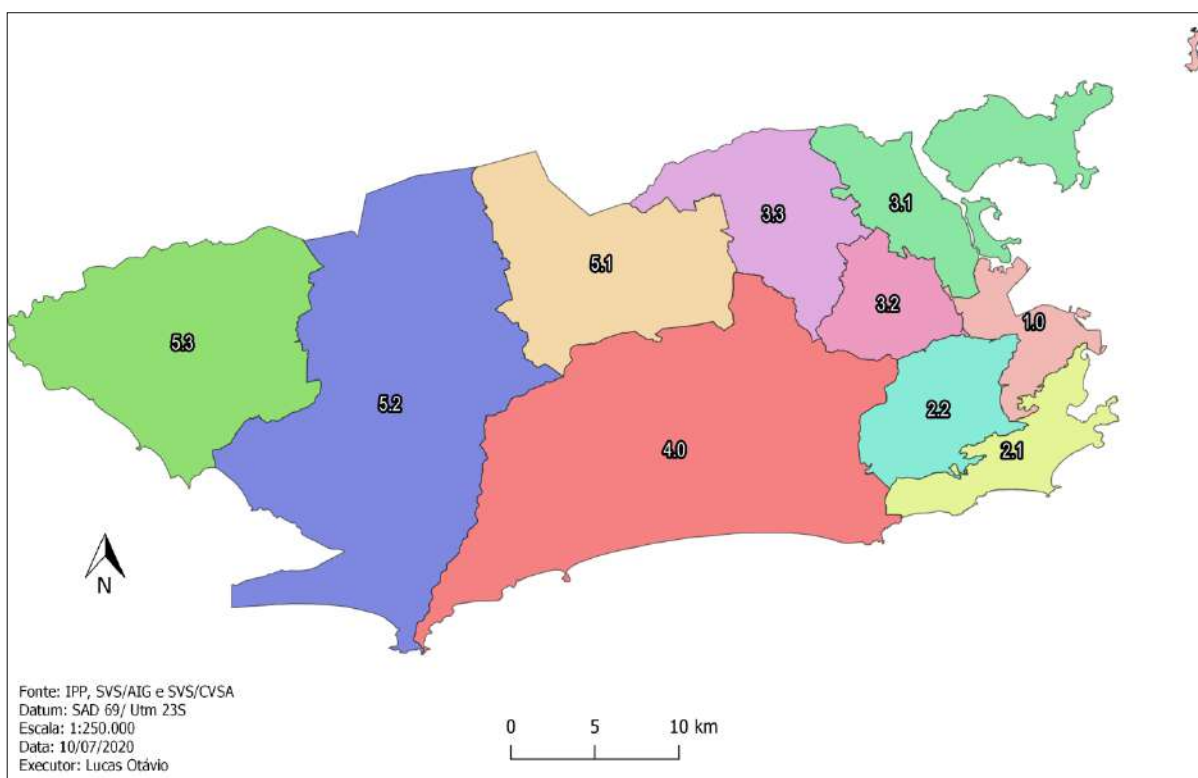 3.3
3.1
5.1
3.2
1.0
5.3
5.2
2.2
4.0
2.1
N
Fonte: IPP, SVS/AIG e SVS/CVSA
Datum: SAD 69/ Utm 23S
Escala: 1:250.000
Data: 10/07/2020
Executor: Lucas Otávio
0 5 10 km